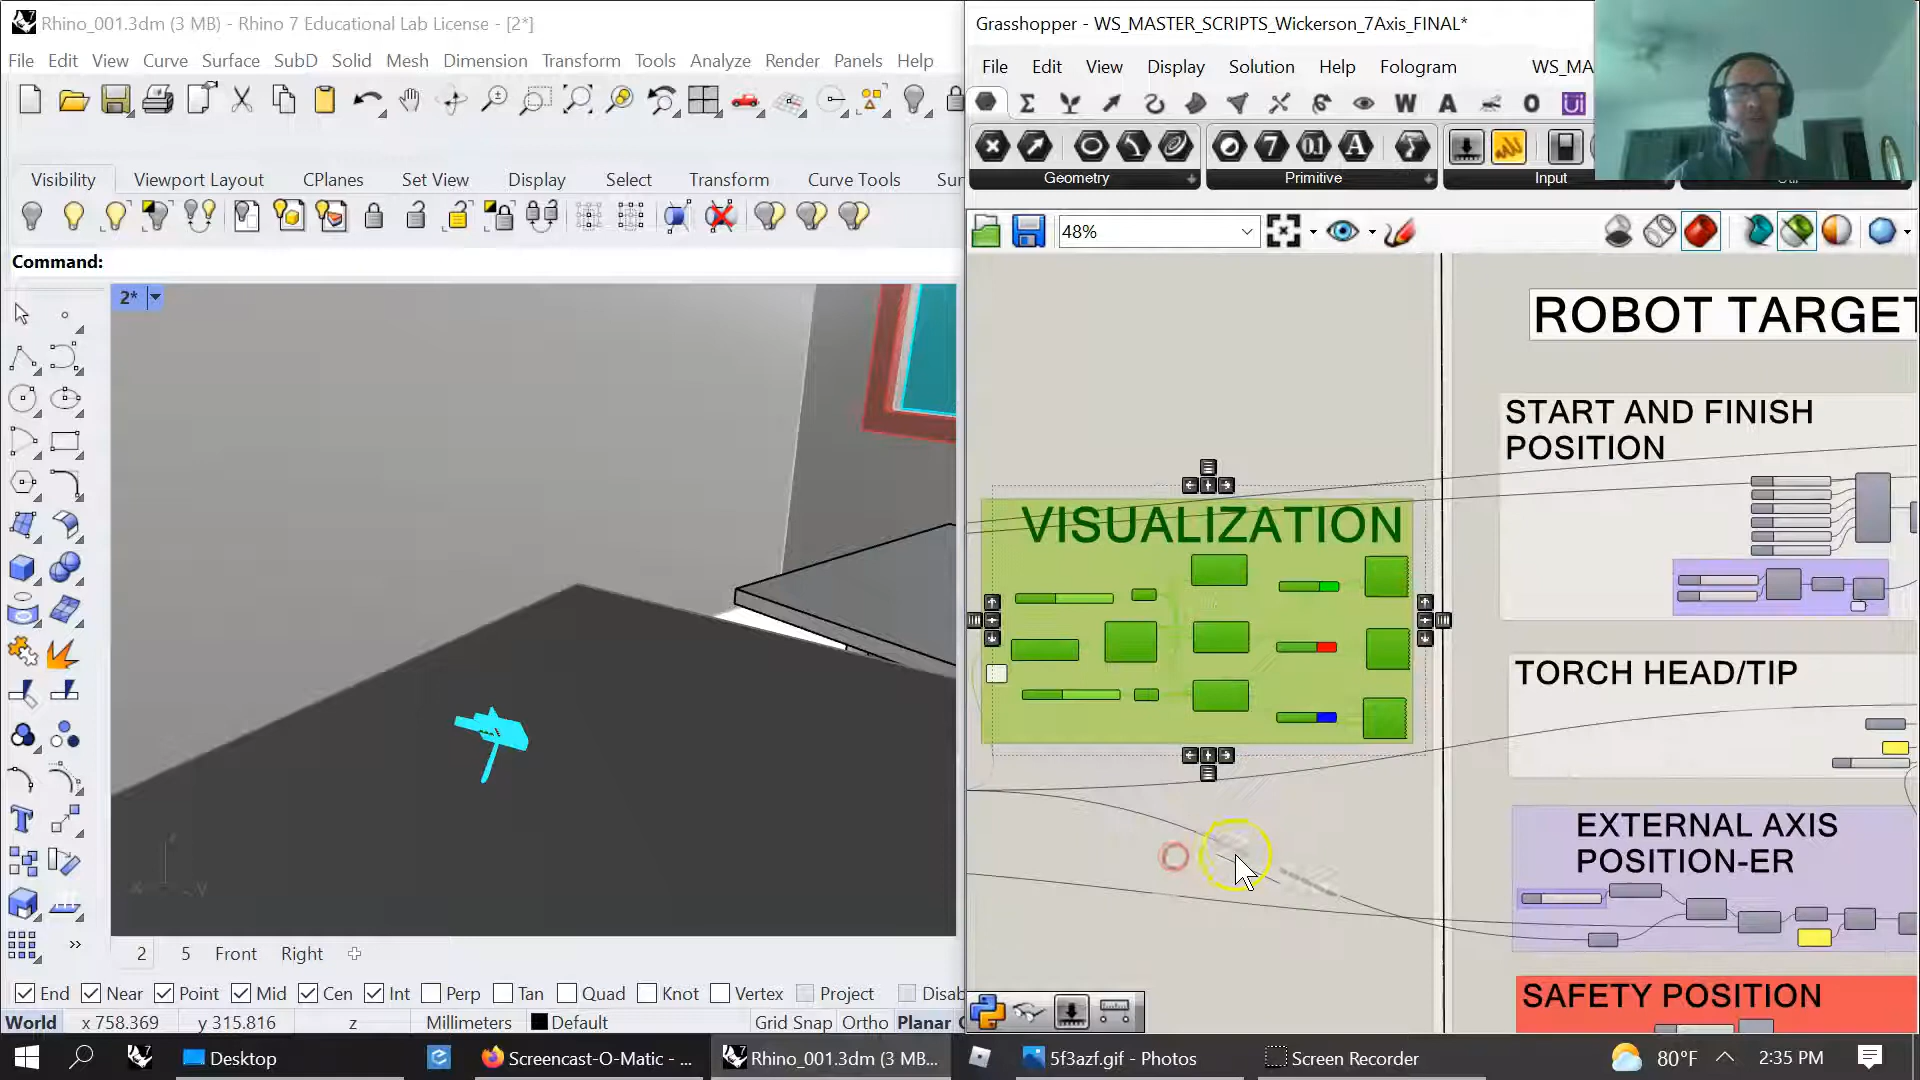 Rhino_001.3dm (3 MB) - Rhino 7 Educational Lab License - [2*]
File Edit View Curve Surface SubD Solid Mesh Dimension Transform Tools Analyze Render Panels Help
Visibility Viewport Layout CPlanes Set View Display Select Transform Curve Tools Sur
Command:
2*
2 5 Front Right
End Near Point Mid Cen Int Perp Tan Quad Knot Vertex Project Disab
World x 758.369 y 315.816 z Millimeters Default Grid Snap Ortho Planar
Grasshopper - WS_MASTER_SCRIPTS_Wickerson_7Axis_FINAL*
File Edit View Display Solution Help Fologram WS_MA
Geometry Primitive Input
48%
ROBOT TARGET
START AND FINISH
POSITION
VISUALIZATION
TORCH HEAD/TIP
EXTERNAL AXIS
POSITION-ER
SAFETY POSITION
Desktop Screencast-O-Matic - ... Rhino_001.3dm (3 MB... 5f3azf.gif - Photos Screen Recorder 80°F 2:35 PM